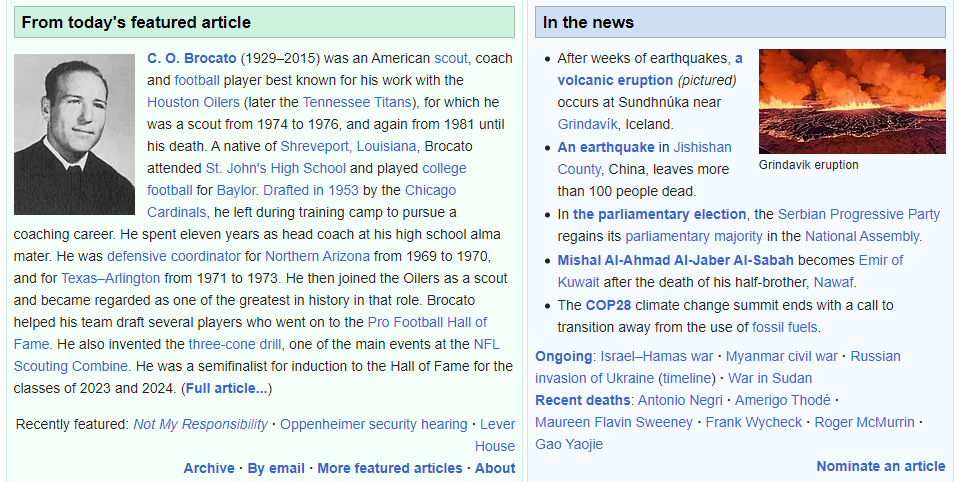 From today's featured article
C. O. Brocato (1929–2015) was an American scout, coach
and football player best known for his work with the
Houston Oilers (later the Tennessee Titans), for which he
was a scout from 1974 to 1976, and again from 1981 until
his death. A native of Shreveport, Louisiana, Brocato
attended St. John's High School and played college
football for Baylor. Drafted in 1953 by the Chicago
Cardinals, he left during training camp to pursue a
coaching career. He spent eleven years as head coach at his high school alma
mater. He was defensive coordinator for Northern Arizona from 1969 to 1970,
and for Texas–Arlington from 1971 to 1973. He then joined the Oilers as a scout
and became regarded as one of the greatest in history in that role. Brocato
helped his team draft several players who went on to the Pro Football Hall of
Fame. He also invented the three-cone drill, one of the main events at the NFL
Scouting Combine. He was a semifinalist for induction to the Hall of Fame for the
classes of 2023 and 2024. (Full article...)
Recently featured: Not My Responsibility · Oppenheimer security hearing · Lever
House
Archive · By email · More featured articles · About
In the news
• After weeks of earthquakes, a
volcanic eruption (pictured)
occurs at Sundhnúka near
Grindavík, Iceland.
Grindavik eruption
• An earthquake in Jishishan
County, China, leaves more
than 100 people dead.
• In the parliamentary election, the Serbian Progressive Party
regains its parliamentary majority in the National Assembly.
• Mishal Al-Ahmad Al-Jaber Al-Sabah becomes Emir of
Kuwait after the death of his half-brother, Nawaf.
• The COP28 climate change summit ends with a call to
transition away from the use of fossil fuels.
Ongoing: Israel–Hamas war · Myanmar civil war · Russian
invasion of Ukraine (timeline) · War in Sudan
Recent deaths: Antonio Negri · Amerigo Thodé ·
Maureen Flavin Sweeney · Frank Wycheck · Roger McMurrin ·
Gao Yaojie
Nominate an article